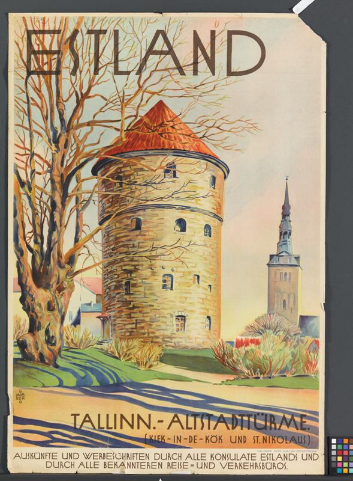 ESTLAND
TALLINN.-ALTSTADTTÜRME.
(KIEK-IN-DE-KÖK UND ST. NIKOLAUS)
AUSKÜNFTE UND WERBESCHRIFTEN DURCH ALLE KONSULATE ESTLANDS UND
DURCH ALLE BEKANNTEREN REISE- UND VERKEHRSBÜROS.